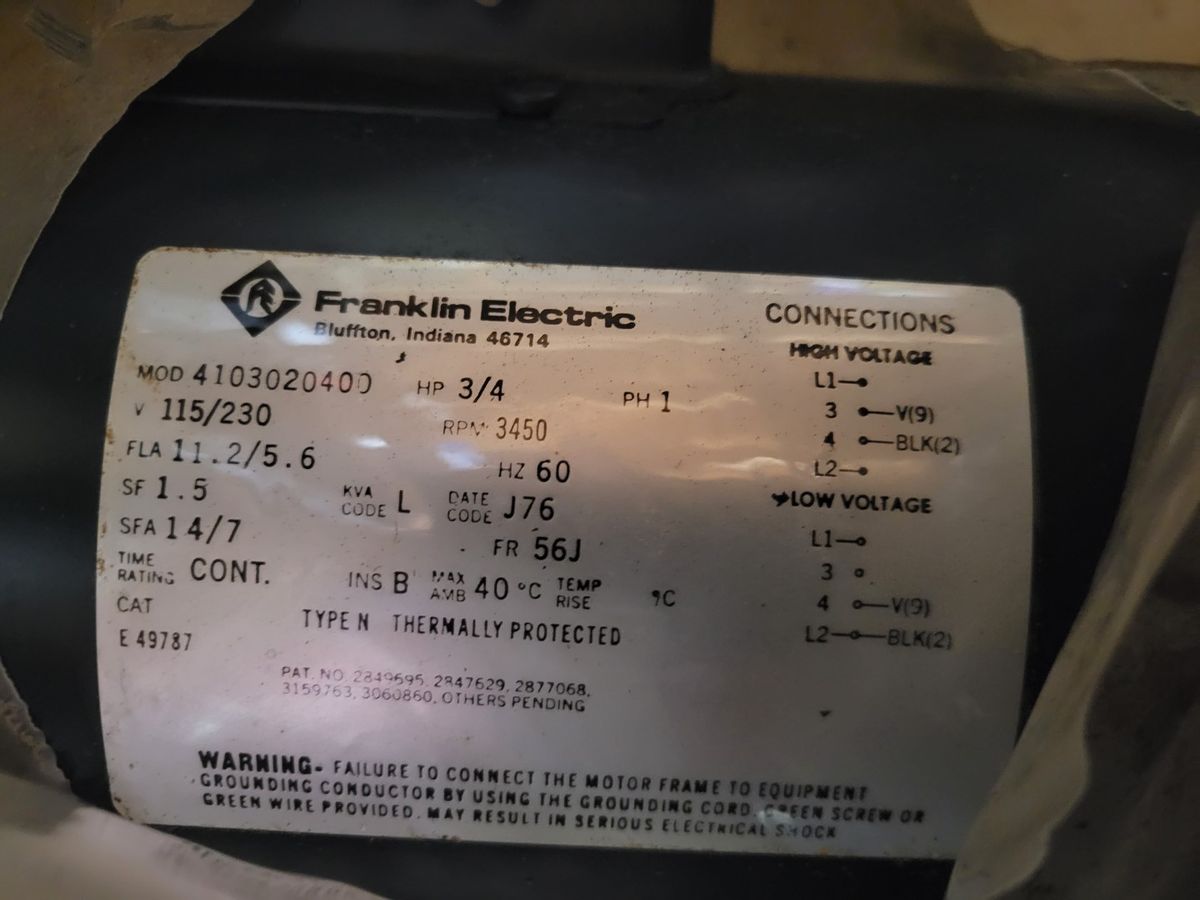 Franklin Electric
Bluffton, Indiana 46714
MOD 4103020400 HP 3/4 PH 1
V 115/230 RPM 3450
FLA 11.2/5.6 HZ 60
SF 1.5 KVA CODE L DATE CODE J76
SFA 14/7 FR 56J
TIME RATING CONT. INS B MAX AMB 40 °C TEMP RISE °C
CAT TYPE N THERMALLY PROTECTED
E 49787
PAT. NO. 2849695, 2847629, 2877068,
3159763, 3060860, OTHERS PENDING
CONNECTIONS
HIGH VOLTAGE
L1
3 V(9)
4 BLK(2)
L2
LOW VOLTAGE
L1
3
4 V(9)
L2 BLK(2)
WARNING- FAILURE TO CONNECT THE MOTOR FRAME TO EQUIPMENT
GROUNDING CONDUCTOR BY USING THE GROUNDING CORD, GREEN SCREW OR
GREEN WIRE PROVIDED. MAY RESULT IN SERIOUS ELECTRICAL SHOCK